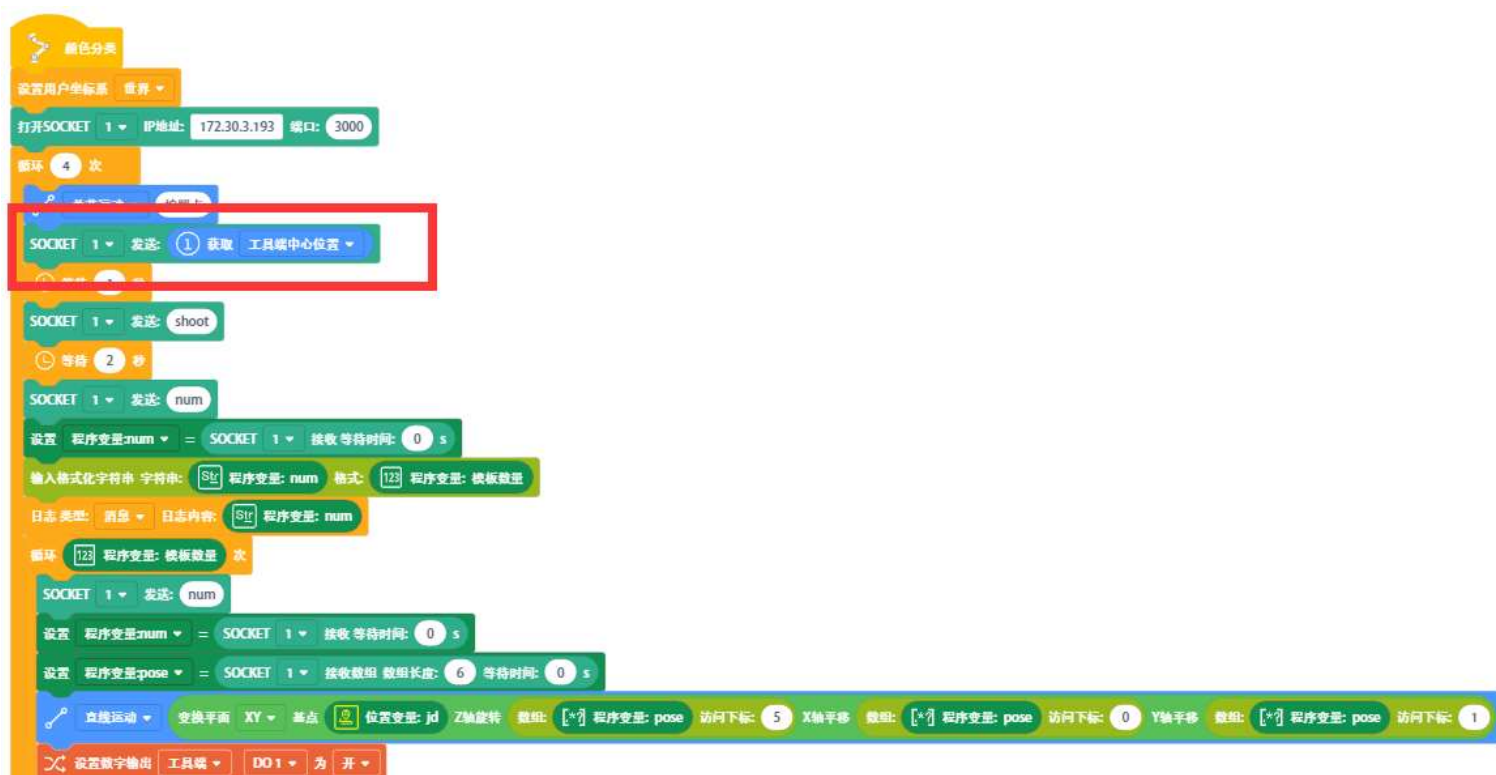 颜色分类
设置用户坐标系 世界
打开SOCKET 1 IP地址: 172.30.3.193 端口: 3000
循环 4 次
SOCKET 1 发送: 1 获取 工具端中心位置
SOCKET 1 发送: shoot
等待 2 秒
SOCKET 1 发送: num
设置 程序变量:num = SOCKET 1 接收 等待时间: 0 s
输入格式化字符串 字符串: Str 程序变量: num 格式: 123 程序变量: 模板数量
日志类型: 消息 日志内容: Str 程序变量: num
循环 123 程序变量: 模板数量 次
SOCKET 1 发送: num
设置 程序变量:num = SOCKET 1 接收 等待时间: 0 s
设置 程序变量:pose = SOCKET 1 接收数组 数组长度: 6 等待时间: 0 s
直线运动 变换平面 XY 基点 位置变量: jd Z轴旋转 数组: [*?] 程序变量: pose 访问下标: 5 X轴平移 数组: [*?] 程序变量: pose 访问下标: 0 Y轴平移 数组: [*?] 程序变量: pose 访问下标: 1
设置数字输出 工具端 DO1 为 开